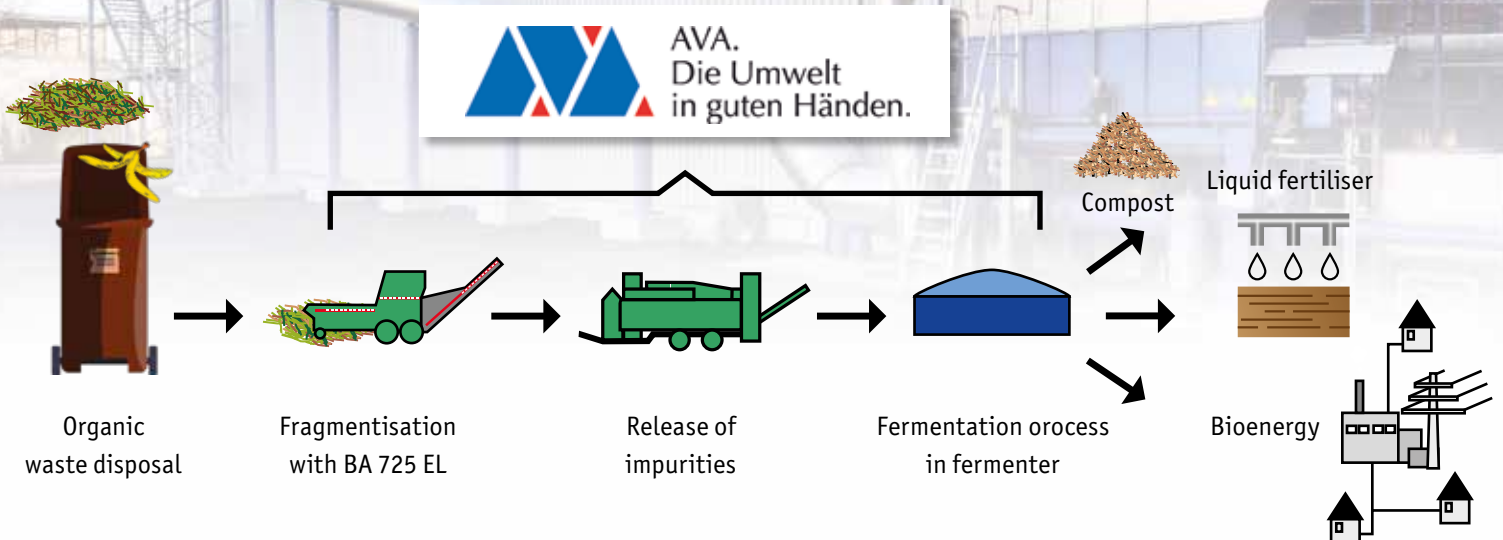 AVA.
Die Umwelt
in guten Händen.
Compost
Liquid fertiliser
Organic
waste disposal
Fragmentisation
with BA 725 EL
Release of
impurities
Fermentation orocess
in fermenter
Bioenergy